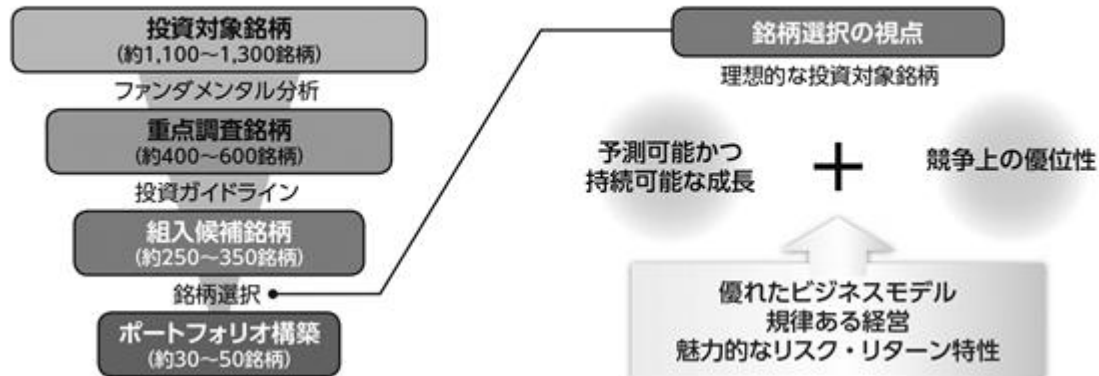 投資対象銘柄
(約1,100～1,300銘柄)
ファンダメンタル分析
重点調査銘柄
(約400～600銘柄)
投資ガイドライン
組入候補銘柄
(約250～350銘柄)
銘柄選択
ポートフォリオ構築
(約30～50銘柄)
銘柄選択の視点
理想的な投資対象銘柄
予測可能かつ
持続可能な成長
+
競争上の優位性
優れたビジネスモデル
規律ある経営
魅力的なリスク・リターン特性